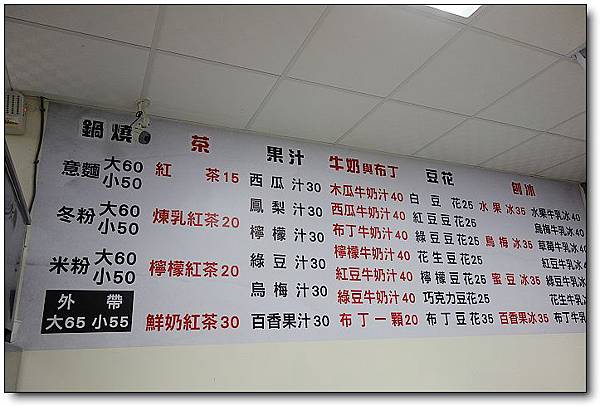 鍋燒
意麵 大60
小50
冬粉 大60
小50
米粉 大60
小50
外帶
大65 小55
茶
紅茶15
煉乳紅茶20
檸檬紅茶20
鮮奶紅茶30
果汁
西瓜汁30
鳳梨汁30
檸檬汁30
綠豆汁30
烏梅汁30
百香果汁30
牛奶與布丁
木瓜牛奶汁40
西瓜牛奶汁40
布丁牛奶汁40
檸檬牛奶汁40
紅豆牛奶汁40
綠豆牛奶汁40
布丁一顆20
豆花
白豆花25
紅豆豆花25
綠豆豆花25
花生豆花25
檸檬豆花25
巧克力豆花25
布丁豆花35
刨冰
水果冰35
烏梅冰35
蜜豆冰35
百香果冰35
水果牛乳冰40
烏梅牛乳冰
草莓牛乳冰40
紅豆牛乳冰
綠豆牛乳冰
花生牛乳
布丁牛乳